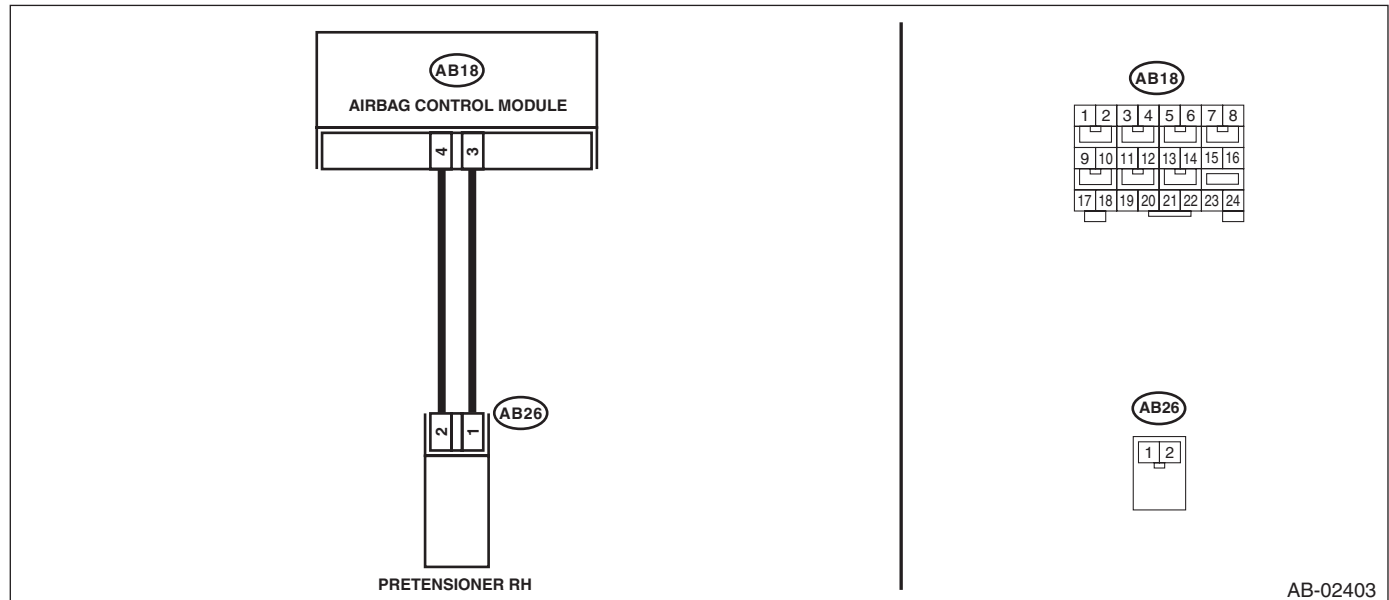 AB18
AIRBAG CONTROL MODULE
4 3
2 1
AB26
PRETENSIONER RH
AB18
1 2 3 4 5 6 7 8
9 10 11 12 13 14 15 16
17 18 19 20 21 22 23 24
AB26
1 2
AB-02403